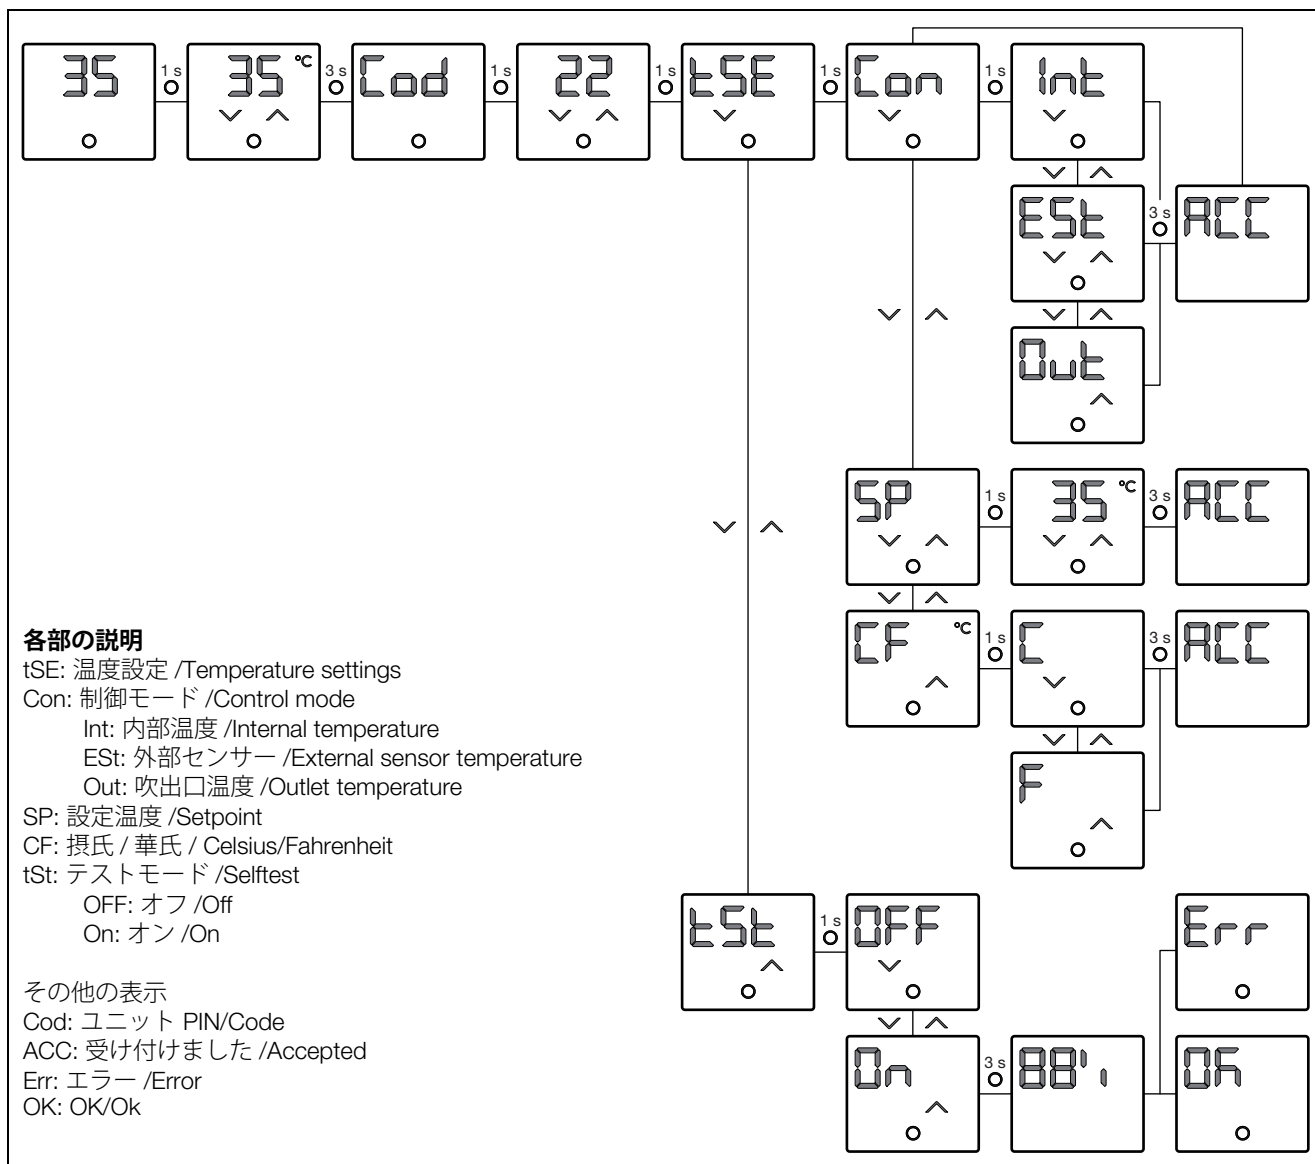 35
1 s
35 °C
3 s
Cod
1 s
22
1 s
tSE
1 s
Con
1 s
Int
ESt
3 s
ACC
Out
SP
1 s
35 °C
3 s
ACC
CF °C
1 s
C
3 s
ACC
F
各部の説明
tSE: 温度設定 /Temperature settings
Con: 制御モード /Control mode
Int: 内部温度 /Internal temperature
ESt: 外部センサー /External sensor temperature
Out: 吹出口温度 /Outlet temperature
SP: 設定温度 /Setpoint
CF: 摂氏 / 華氏 / Celsius/Fahrenheit
tSt: テストモード /Selftest
OFF: オフ /Off
On: オン /On
その他の表示
Cod: ユニット PIN/Code
ACC: 受け付けました /Accepted
Err: エラー /Error
OK: OK/Ok
tSt
1 s
OFF
Err
On
3 s
88
OK